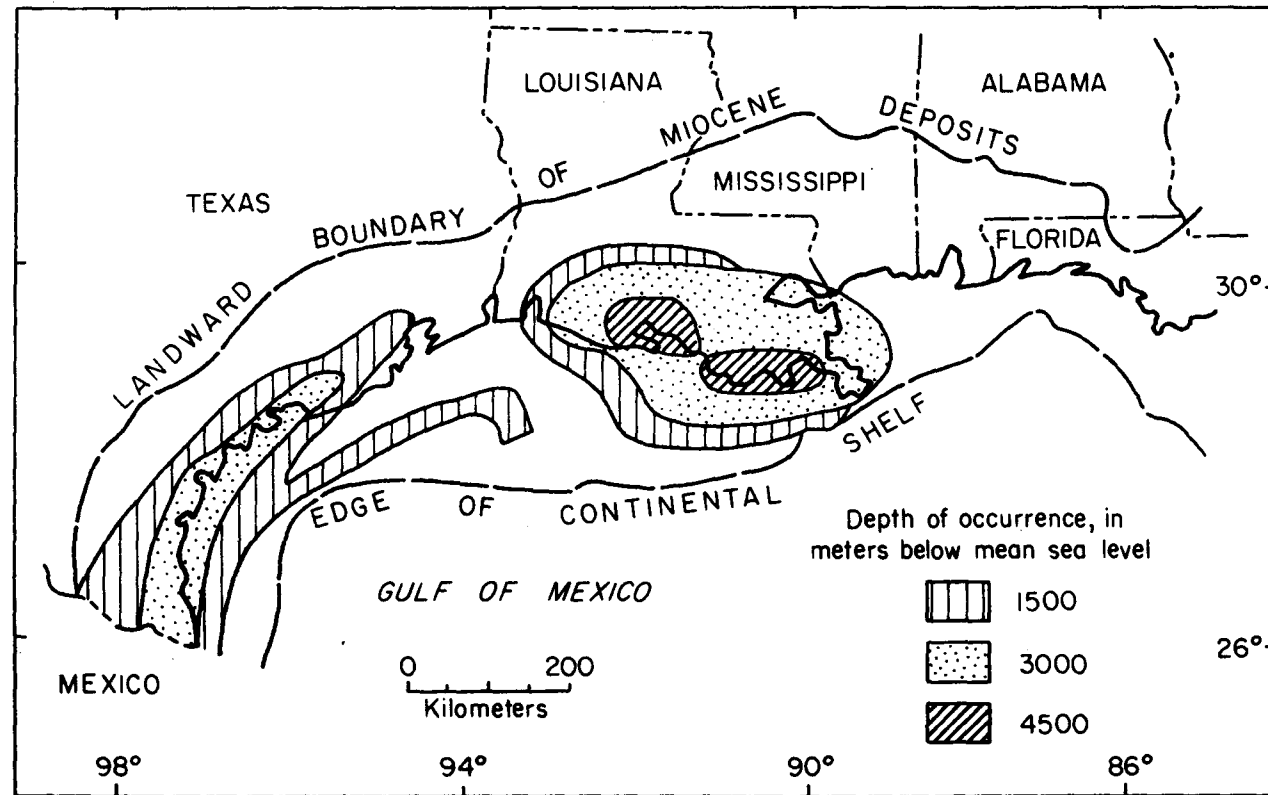 LOUISIANA
ALABAMA
TEXAS
MISSISSIPPI
FLORIDA
LANDWARD BOUNDARY OF MIOCENE DEPOSITS
30°
EDGE OF CONTINENTAL SHELF
GULF OF MEXICO
MEXICO
0 200
Kilometers
Depth of occurrence, in
meters below mean sea level
1500
3000
4500
26°
98° 94° 90° 86°